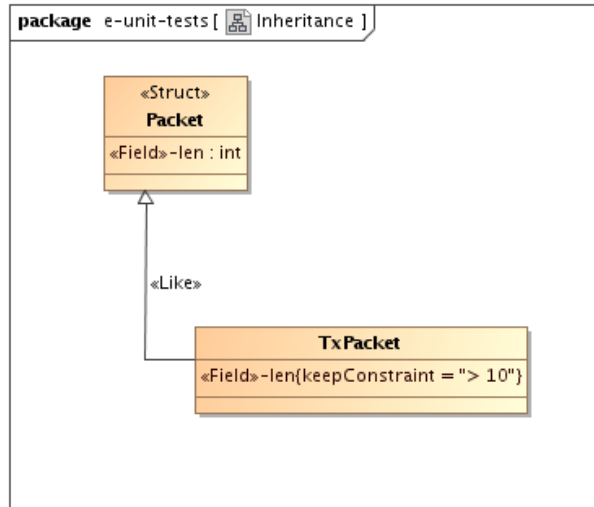 package e-unit-tests [ Inheritance ]
«Struct»
Packet
«Field»-len : int
«Like»
TxPacket
«Field»-len{keepConstraint = "> 10"}